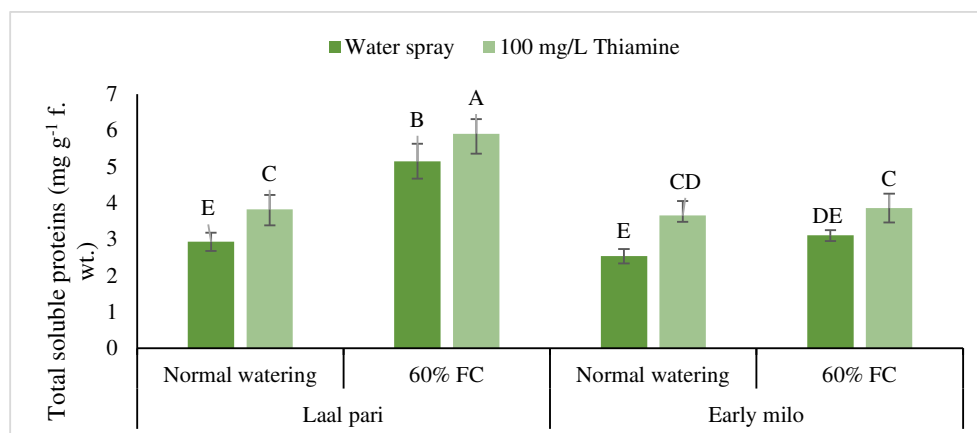 Water spray 100 mg/L Thiamine
Total soluble proteins (mg g⁻¹ f.
wt.)
7
6
5
4
3
2
1
0
E C B A E CD DE C
Normal watering 60% FC Normal watering 60% FC
Laal pari Early milo